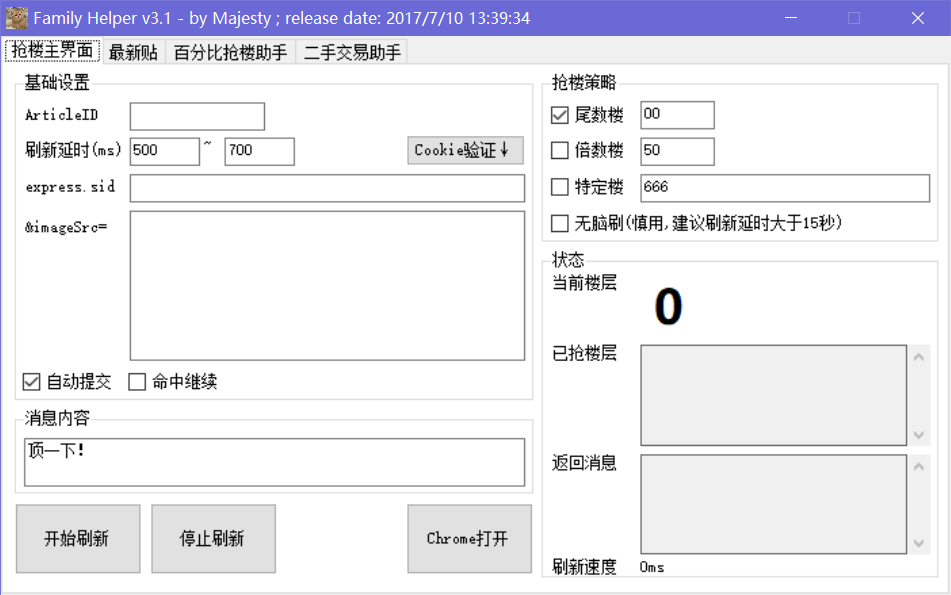 Family Helper v3.1 - by Majesty ; release date: 2017/7/10 13:39:34
抢楼主界面 最新贴 百分比抢楼助手 二手交易助手
基础设置
ArticleID
刷新延时(ms) 500 ~ 700 Cookie验证↓
express.sid
&imageSrc=
自动提交 命中继续
消息内容
顶一下!
开始刷新 停止刷新 Chrome打开
抢楼策略
尾数楼 00
倍数楼 50
特定楼 666
无脑刷(慎用,建议刷新延时大于15秒)
状态
当前楼层 0
已抢楼层
返回消息
刷新速度 0ms